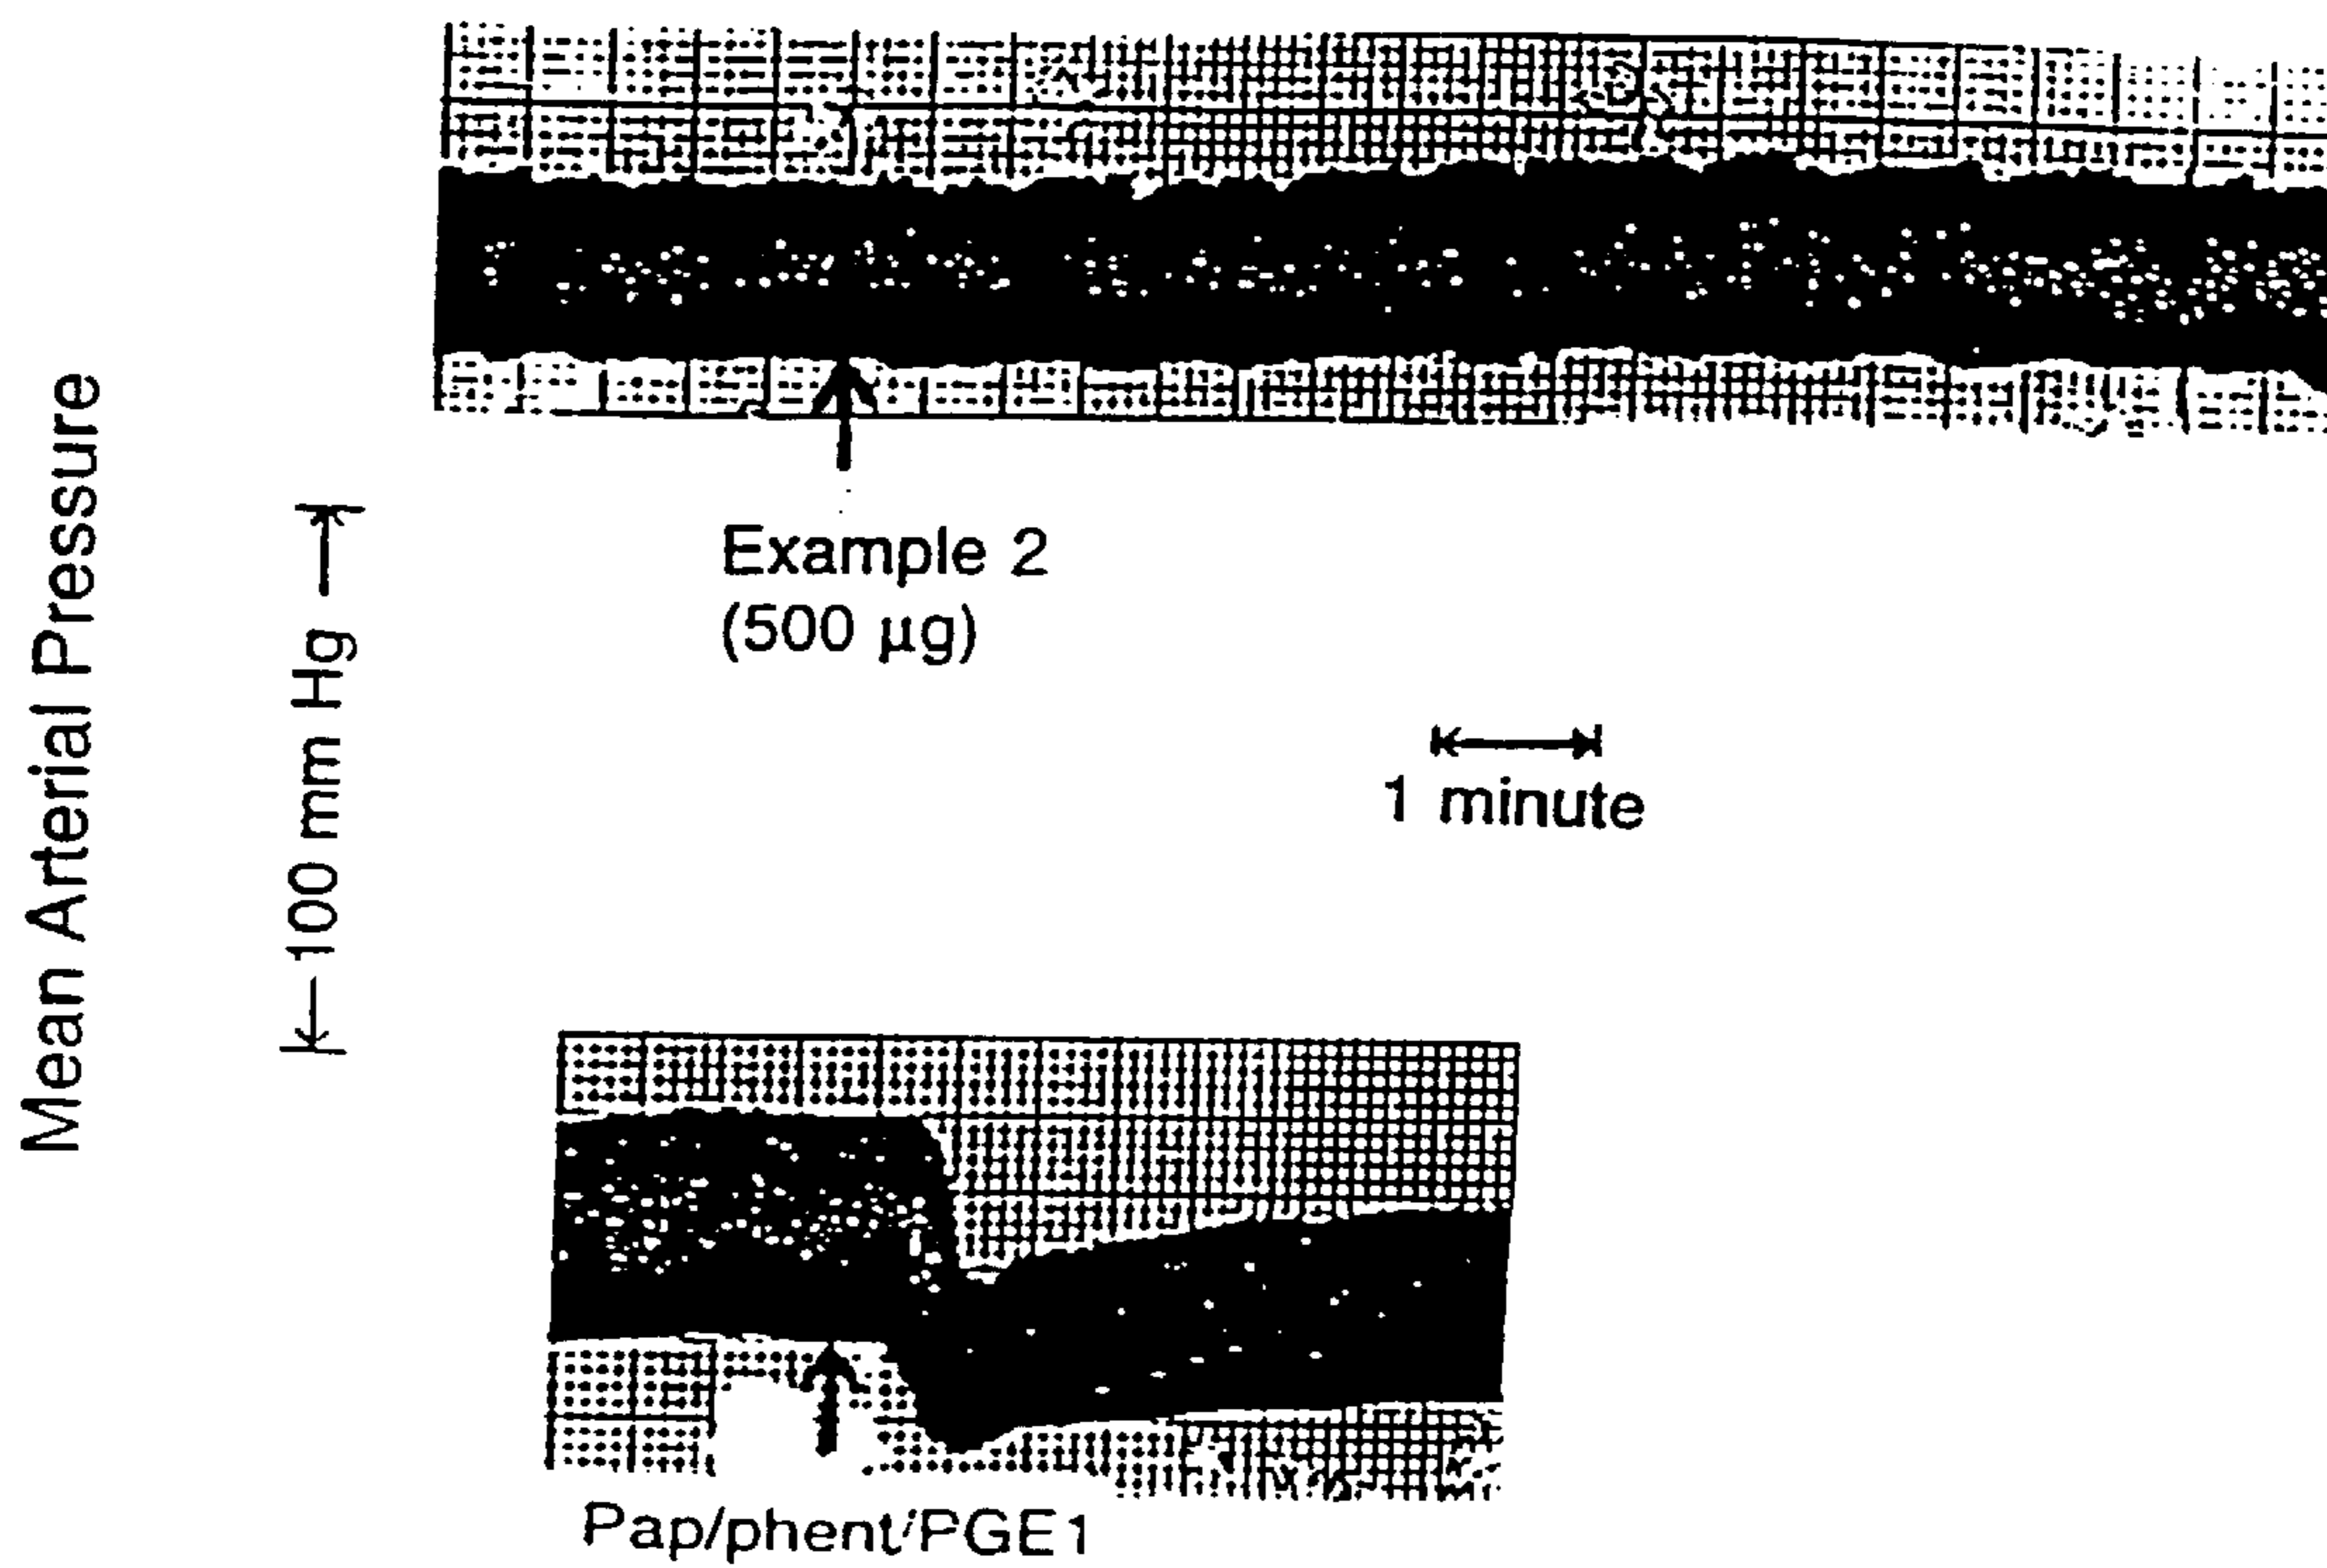 Mean Arterial Pressure
100 mm Hg
Example 2
(500 µg)
1 minute
Pap/phent/PGE1